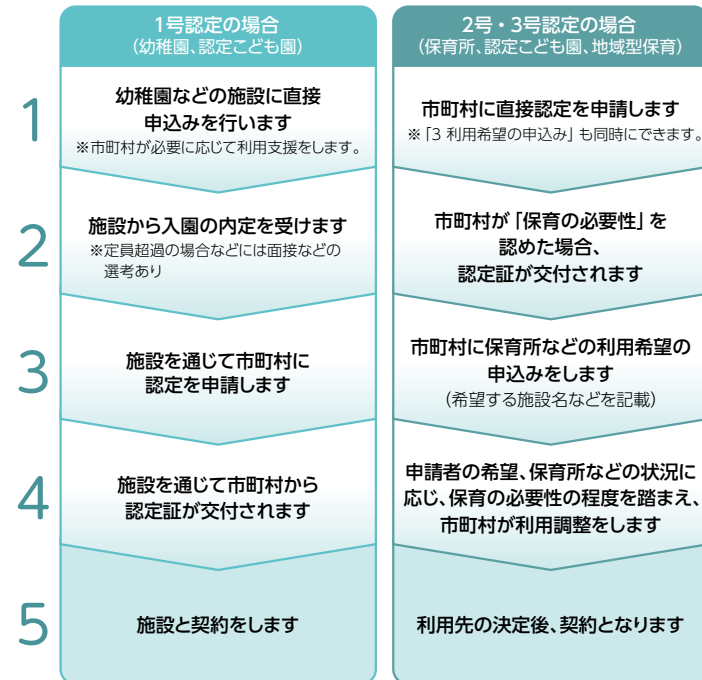 1号認定の場合
(幼稚園、認定こども園)
2号・3号認定の場合
(保育所、認定こども園、地域型保育)
1
幼稚園などの施設に直接
申込みを行います
※市町村が必要に応じて利用支援をします。
市町村に直接認定を申請します
※「3 利用希望の申込み」も同時にできます。
2
施設から入園の内定を受けます
※定員超過の場合などには面接などの
選考あり
市町村が「保育の必要性」を
認めた場合、
認定証が交付されます
3
施設を通じて市町村に
認定を申請します
市町村に保育所などの利用希望の
申込みをします
(希望する施設名などを記載)
4
施設を通じて市町村から
認定証が交付されます
申請者の希望、保育所などの状況に
応じ、保育の必要性の程度を踏まえ、
市町村が利用調整をします
5
施設と契約をします
利用先の決定後、契約となります